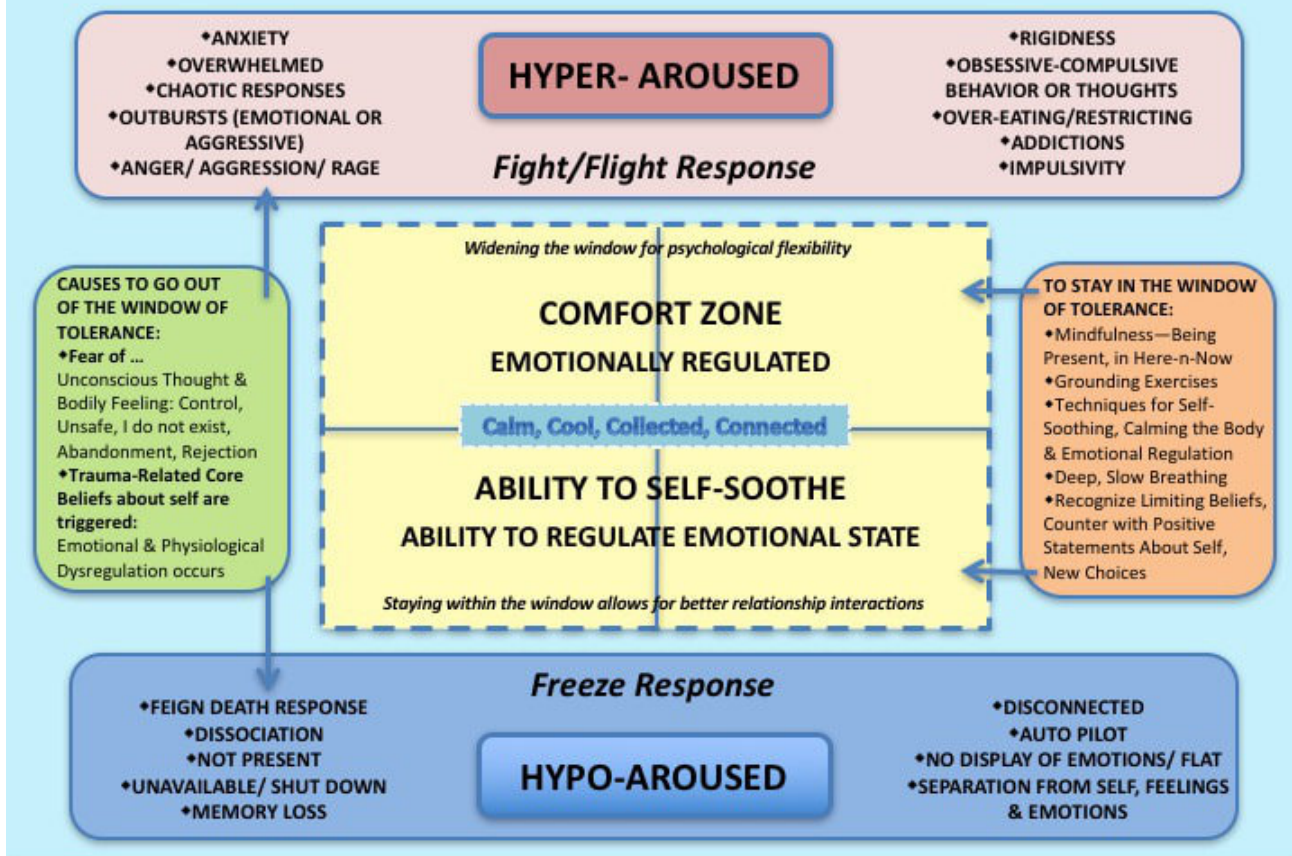 ◆ANXIETY
◆OVERWHELMED
◆CHAOTIC RESPONSES
◆OUTBURSTS (EMOTIONAL OR
AGGRESSIVE)
◆ANGER/ AGGRESSION/ RAGE
HYPER- AROUSED
Fight/Flight Response
◆RIGIDNESS
◆OBSESSIVE-COMPULSIVE
BEHAVIOR OR THOUGHTS
◆OVER-EATING/RESTRICTING
◆ADDICTIONS
◆IMPULSIVITY
CAUSES TO GO OUT
OF THE WINDOW OF
TOLERANCE:
◆Fear of …
Unconscious Thought &
Bodily Feeling: Control,
Unsafe, I do not exist,
Abandonment, Rejection
◆Trauma-Related Core
Beliefs about self are
triggered:
Emotional & Physiological
Dysregulation occurs
Widening the window for psychological flexibility
COMFORT ZONE
EMOTIONALLY REGULATED
Calm, Cool, Collected, Connected
ABILITY TO SELF-SOOTHE
ABILITY TO REGULATE EMOTIONAL STATE
Staying within the window allows for better relationship interactions
TO STAY IN THE WINDOW
OF TOLERANCE:
◆Mindfulness—Being
Present, in Here-n-Now
◆Grounding Exercises
◆Techniques for Self-
Soothing, Calming the Body
& Emotional Regulation
◆Deep, Slow Breathing
◆Recognize Limiting Beliefs,
Counter with Positive
Statements About Self,
New Choices
Freeze Response
HYPO-AROUSED
◆FEIGN DEATH RESPONSE
◆DISSOCIATION
◆NOT PRESENT
◆UNAVAILABLE/ SHUT DOWN
◆MEMORY LOSS
◆DISCONNECTED
◆AUTO PILOT
◆NO DISPLAY OF EMOTIONS/ FLAT
◆SEPARATION FROM SELF, FEELINGS
& EMOTIONS